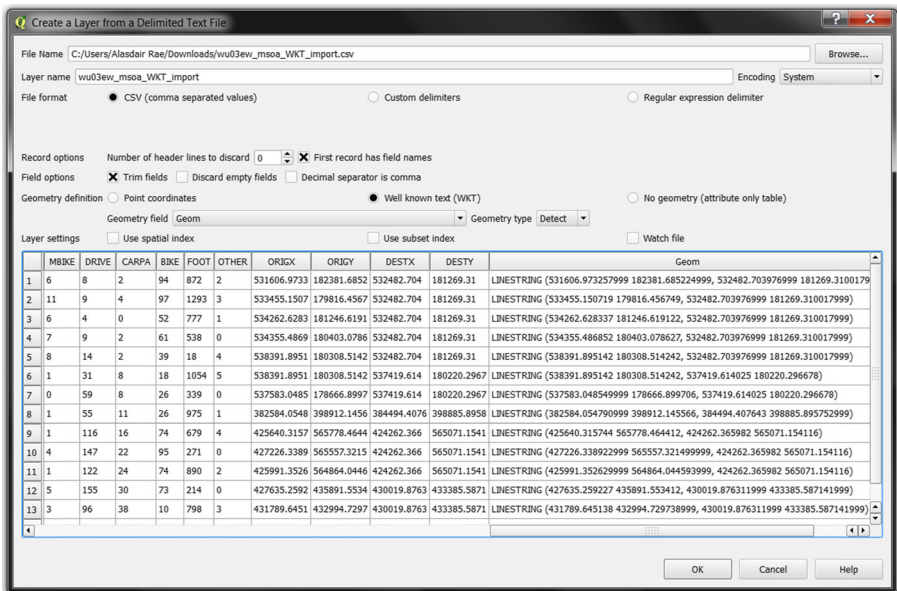 Create a Layer from a Delimited Text File
File Name C:/Users/Alasdair Rae/Downloads/wu03ew_msoa_WKT_import.csv Browse...
Layer name wu03ew_msoa_WKT_import Encoding System
File format CSV (comma separated values) Custom delimiters Regular expression delimiter
Record options Number of header lines to discard 0 First record has field names
Field options Trim fields Discard empty fields Decimal separator is comma
Geometry definition Point coordinates Well known text (WKT) No geometry (attribute only table)
Geometry field Geom Geometry type Detect
Layer settings Use spatial index Use subset index Watch file
MBIKE DRIVE CARPA BIKE FOOT OTHER ORIGX ORIGY DESTX DESTY Geom
1 6 8 2 94 872 2 531606.9733 182381.6852 532482.704 181269.31 LINESTRING (531606.973257999 182381.685224999, 532482.703976999 181269.3100179
2 11 9 4 97 1293 3 533455.1507 179816.4567 532482.704 181269.31 LINESTRING (533455.150719 179816.456749, 532482.703976999 181269.310017999)
3 6 4 0 52 777 1 534262.6283 181246.6191 532482.704 181269.31 LINESTRING (534262.628337 181246.619122, 532482.703976999 181269.310017999)
4 7 9 2 61 538 0 534355.4869 180403.0786 532482.704 181269.31 LINESTRING (534355.486852 180403.078627, 532482.703976999 181269.310017999)
5 8 14 2 39 18 4 538391.8951 180308.5142 532482.704 181269.31 LINESTRING (538391.895142 180308.514242, 532482.703976999 181269.310017999)
6 1 31 8 18 1054 5 538391.8951 180308.5142 537419.614 180220.2967 LINESTRING (538391.895142 180308.514242, 537419.614025 180220.296678)
7 0 59 8 26 339 0 537583.0485 178666.8997 537419.614 180220.2967 LINESTRING (537583.048549999 178666.899706, 537419.614025 180220.296678)
8 1 55 11 26 975 1 382584.0548 398912.1456 384494.4076 398885.8958 LINESTRING (382584.054790999 398912.145566, 384494.407643 398885.895752999)
9 1 116 16 74 679 4 425640.3157 565778.4644 424262.366 565071.1541 LINESTRING (425640.315744 565778.464412, 424262.365982 565071.154116)
10 4 147 22 95 271 0 427226.3389 565557.3215 424262.366 565071.1541 LINESTRING (427226.338922999 565557.321499999, 424262.365982 565071.154116)
11 1 122 24 74 890 2 425991.3526 564864.0446 424262.366 565071.1541 LINESTRING (425991.352629999 564864.044593999, 424262.365982 565071.154116)
12 5 155 30 73 214 0 427635.2592 435891.5534 430019.8763 433385.5871 LINESTRING (427635.259227 435891.553412, 430019.876311999 433385.587141999)
13 3 96 38 10 798 3 431789.6451 432994.7297 430019.8763 433385.5871 LINESTRING (431789.645138 432994.729738999, 430019.876311999 433385.587141999)
OK Cancel Help